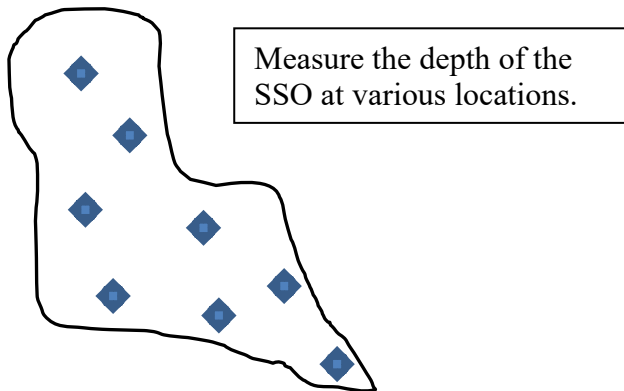 Measure the depth of the
SSO at various locations.